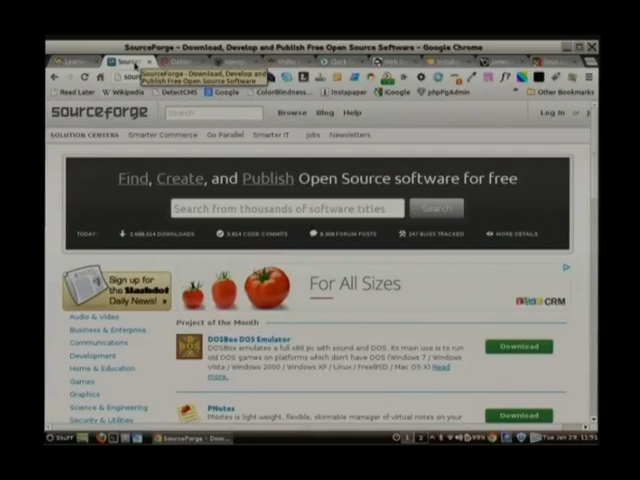 SourceForge - Download, Develop and Publish Free Open Source Software - Google Chrome
SourceForge - Download, Develop and
Publish Free Open Source Software
Read Later Wikipedia DetectCMS Google ColorBlindness... Instapaper iGoogle phpPgAdmin Other Bookmarks
sourceforge Search Browse Blog Help Log In or
SOLUTION CENTERS Smarter Commerce Go Parallel Smarter IT Jobs Newsletters
Find, Create, and Publish Open Source software for free
Search from thousands of software titles Search
TODAY: DOWNLOADS CODE COMMITS FORUM POSTS 247 BUGS TRACKED MORE DETAILS
Sign up for
the Slashdot
Daily News! »
For All Sizes
CRM
Audio & Video
Business & Enterprise
Communications
Development
Home & Education
Games
Graphics
Science & Engineering
Security & Utilities
Project of the Month
DOSBox DOS Emulator
DOSBox emulates a full x86 pc with sound and DOS. Its main use is to
run old DOS games on platforms which don't have DOS (Windows 7 / Windows
Vista / Windows 2000 / Windows XP / Linux / FreeBSD / Mac OS X) Read
more.
Download
PNotes
PNotes is light-weight, flexible, skinnable manager of virtual notes on your
Download
Stuff SourceForge - Dow... 1 2 99% Tue Jan 29, 11:51